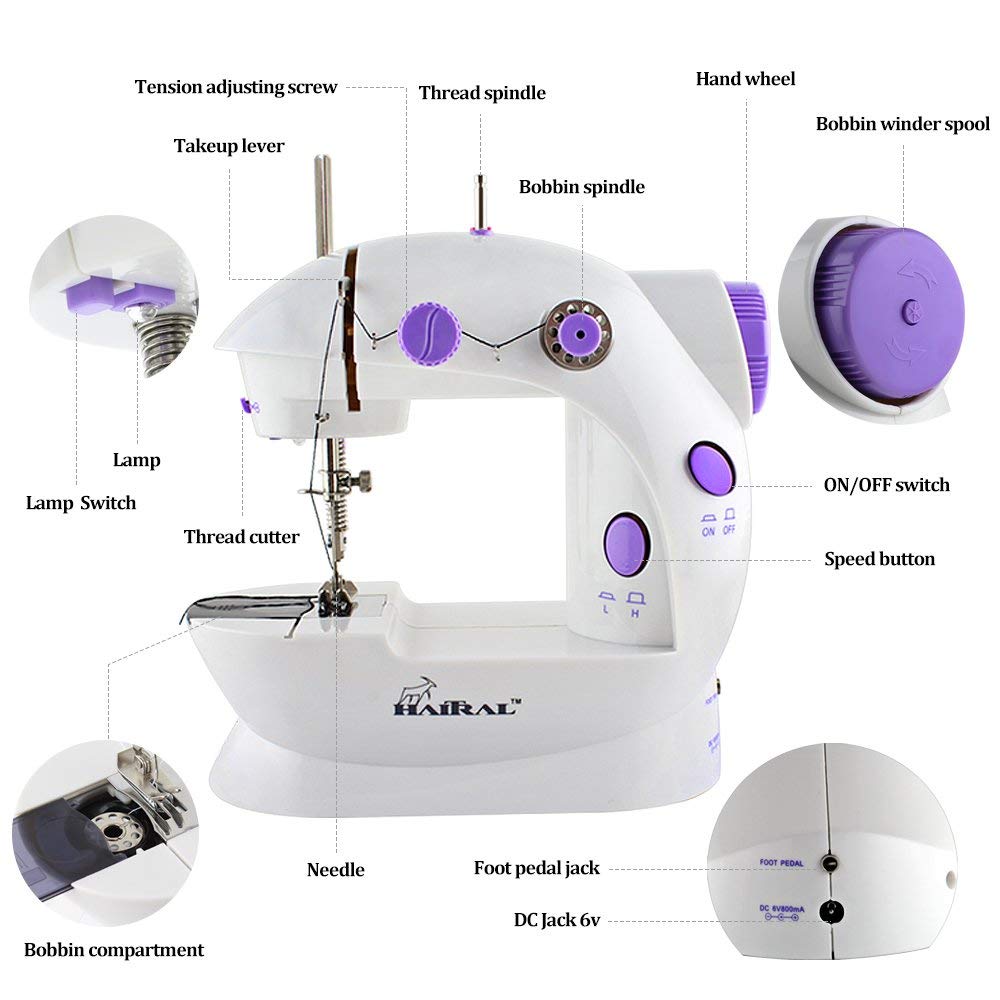 Tension adjusting screw
Thread spindle
Hand wheel
Bobbin winder spool
Takeup lever
Bobbin spindle
Lamp
Lamp Switch
Thread cutter
ON/OFF switch
ON OFF
Speed button
L H
HAITRAL™
Needle
Foot pedal jack
FOOT PEDAL
DC 6V800mA
DC Jack 6v
Bobbin compartment